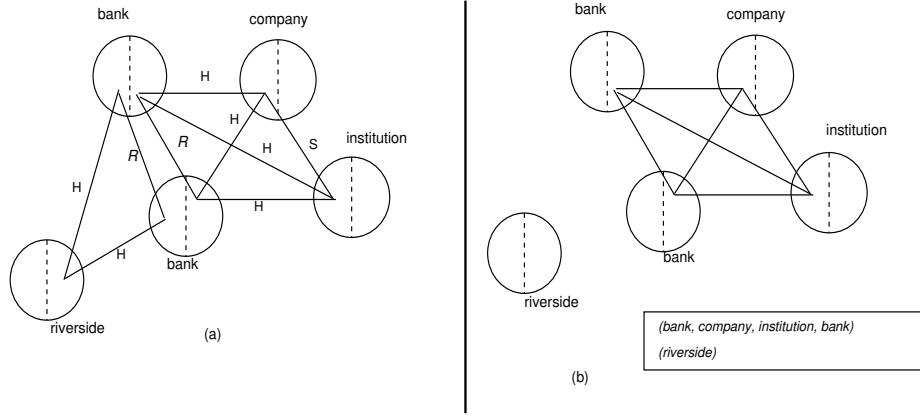 bank
company
H
H
S
institution
R
R
H
H
H
H
bank
riverside
(a)
bank
company
institution
bank
riverside
(bank, company, institution, bank)
(riverside)
(b)